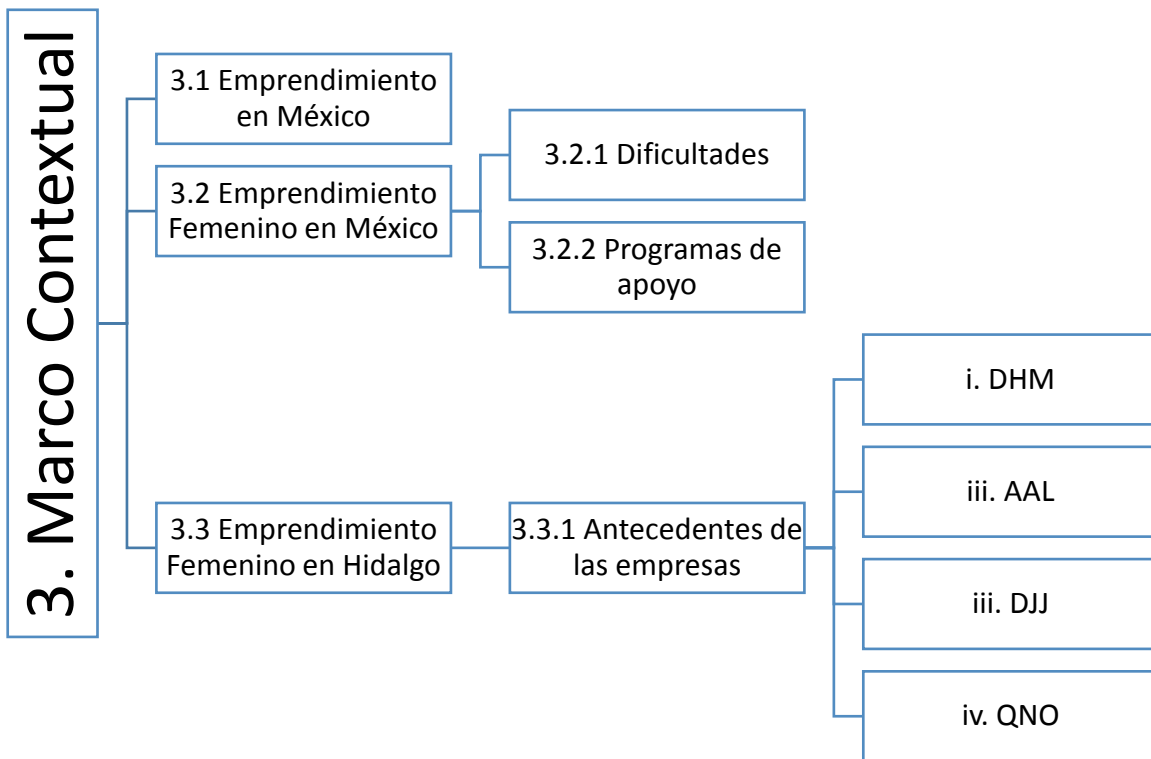 3. Marco Contextual
3.1 Emprendimiento
en México
3.2 Emprendimiento
Femenino en México
3.2.1 Dificultades
3.2.2 Programas de
apoyo
3.3 Emprendimiento
Femenino en Hidalgo
3.3.1 Antecedentes de
las empresas
i. DHM
iii. AAL
iii. DJJ
iv. QNO